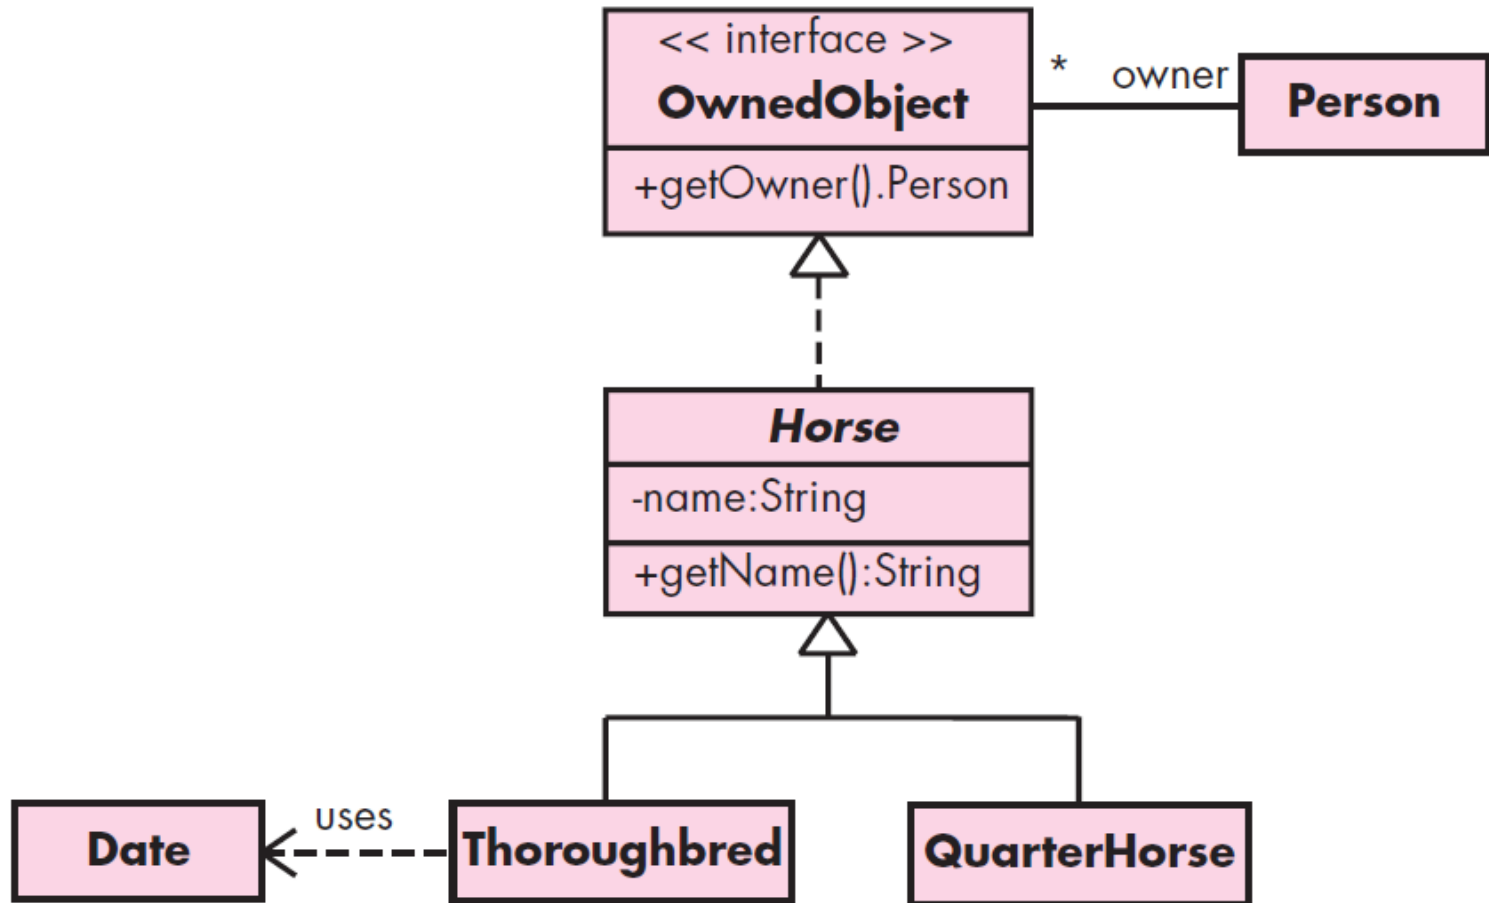 << interface >>
OwnedObject
* owner
Person
+getOwner().Person
Horse
-name:String
+getName():String
Date
uses
Thoroughbred
QuarterHorse